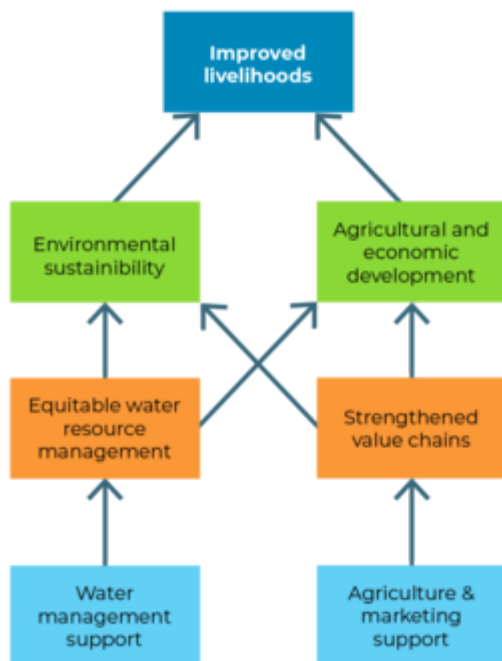 Improved
livelihoods
Environmental
sustainibility
Agricultural and
economic
development
Equitable water
resource
management
Strengthened
value chains
Water
management
support
Agriculture &
marketing
support